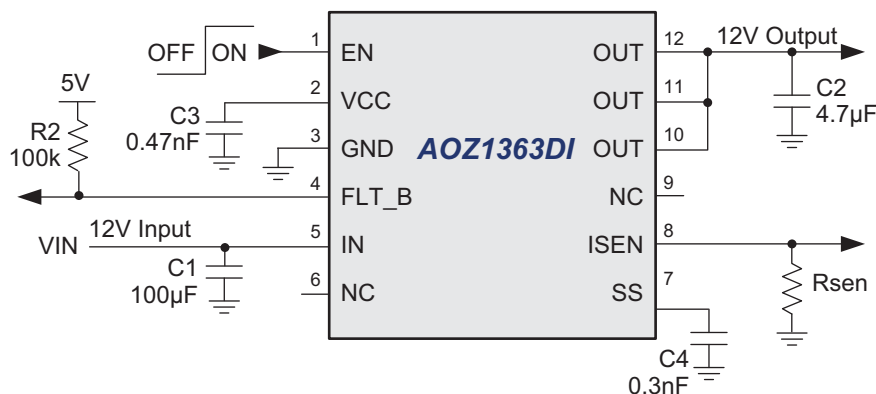 OFF ON
5V
R2
100k
C3
0.47nF
VIN
12V Input
C1
100µF
1 EN
2 VCC
3 GND
4 FLT_B
5 IN
6 NC
AOZ1363DI
OUT 12
OUT 11
OUT 10
NC 9
ISEN 8
SS 7
12V Output
C2
4.7µF
Rsen
C4
0.3nF